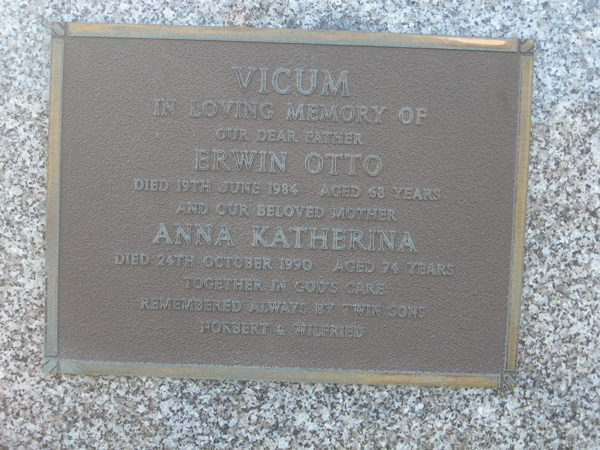 VICUM
IN LOVING MEMORY OF
OUR DEAR FATHER
ERWIN OTTO
DIED 19TH JUNE 1984 AGED 68 YEARS
AND OUR BELOVED MOTHER
ANNA KATHERINA
DIED 24TH OCTOBER 1990 AGED 74 YEARS
TOGETHER IN GOD'S CARE
REMEMBERED ALWAYS BY TWIN SONS
NORBERT & WILFRIED